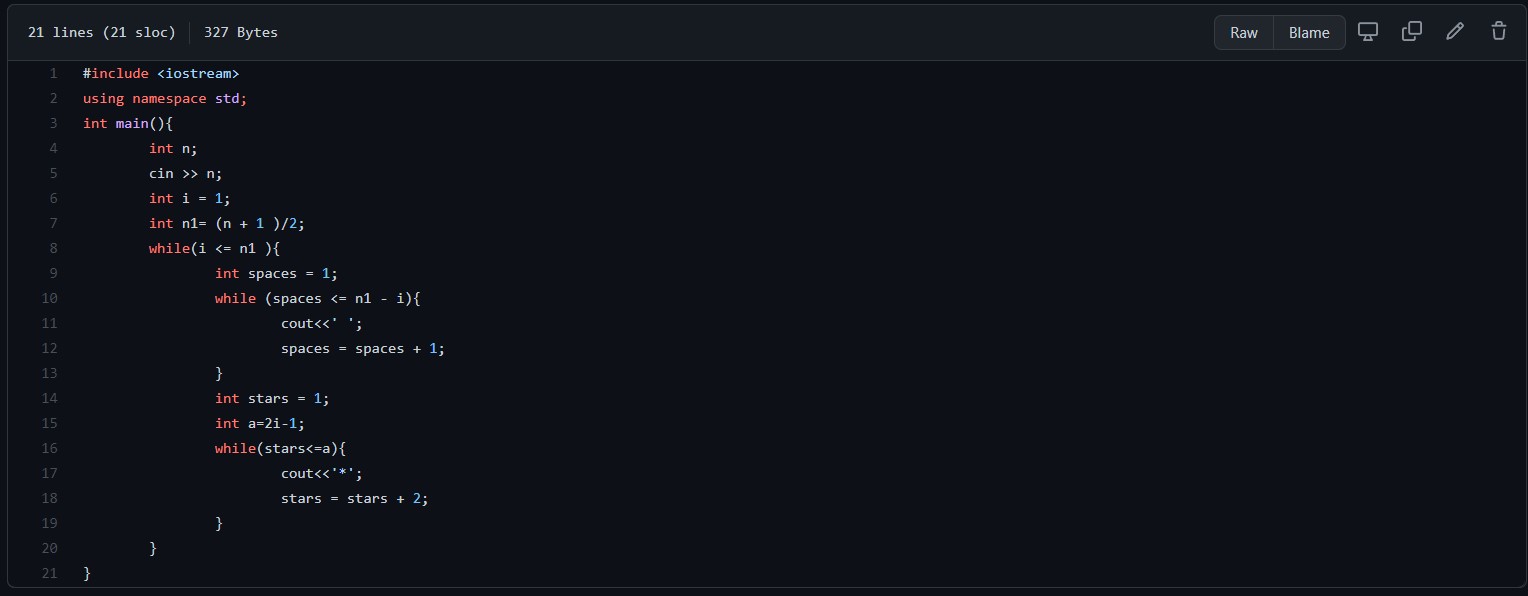 21 lines (21 sloc) 327 Bytes Raw Blame
1 #include <iostream>
2 using namespace std;
3 int main(){
4 int n;
5 cin >> n;
6 int i = 1;
7 int n1= (n + 1 )/2;
8 while(i <= n1 ){
9 int spaces = 1;
10 while (spaces <= n1 - i){
11 cout<<' ';
12 spaces = spaces + 1;
13 }
14 int stars = 1;
15 int a=2i-1;
16 while(stars<=a){
17 cout<<'*';
18 stars = stars + 2;
19 }
20 }
21 }